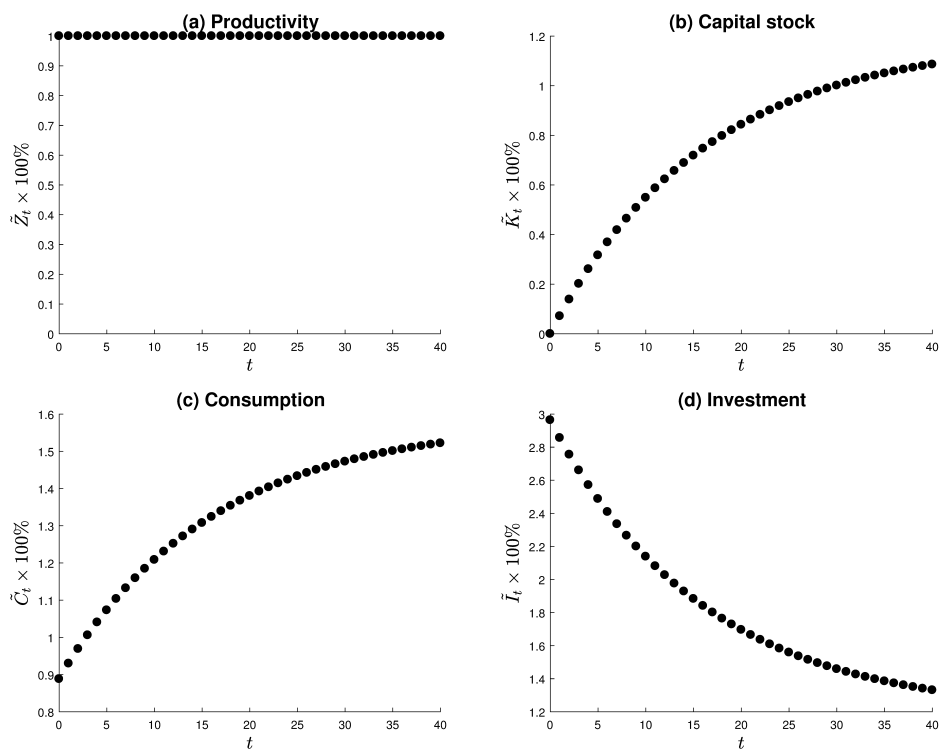 (a) Productivity
1
0.9
0.8
0.7
0.6
0.5
0.4
0.3
0.2
0.1
0
0 5 10 15 20 25 30 35 40
t
Z̃_t × 100%
(b) Capital stock
1.2
1
0.8
0.6
0.4
0.2
0
0 5 10 15 20 25 30 35 40
t
K̃_t × 100%
(c) Consumption
1.6
1.5
1.4
1.3
1.2
1.1
1
0.9
0.8
0 5 10 15 20 25 30 35 40
t
C̃_t × 100%
(d) Investment
3
2.8
2.6
2.4
2.2
2
1.8
1.6
1.4
1.2
0 5 10 15 20 25 30 35 40
t
Ĩ_t × 100%